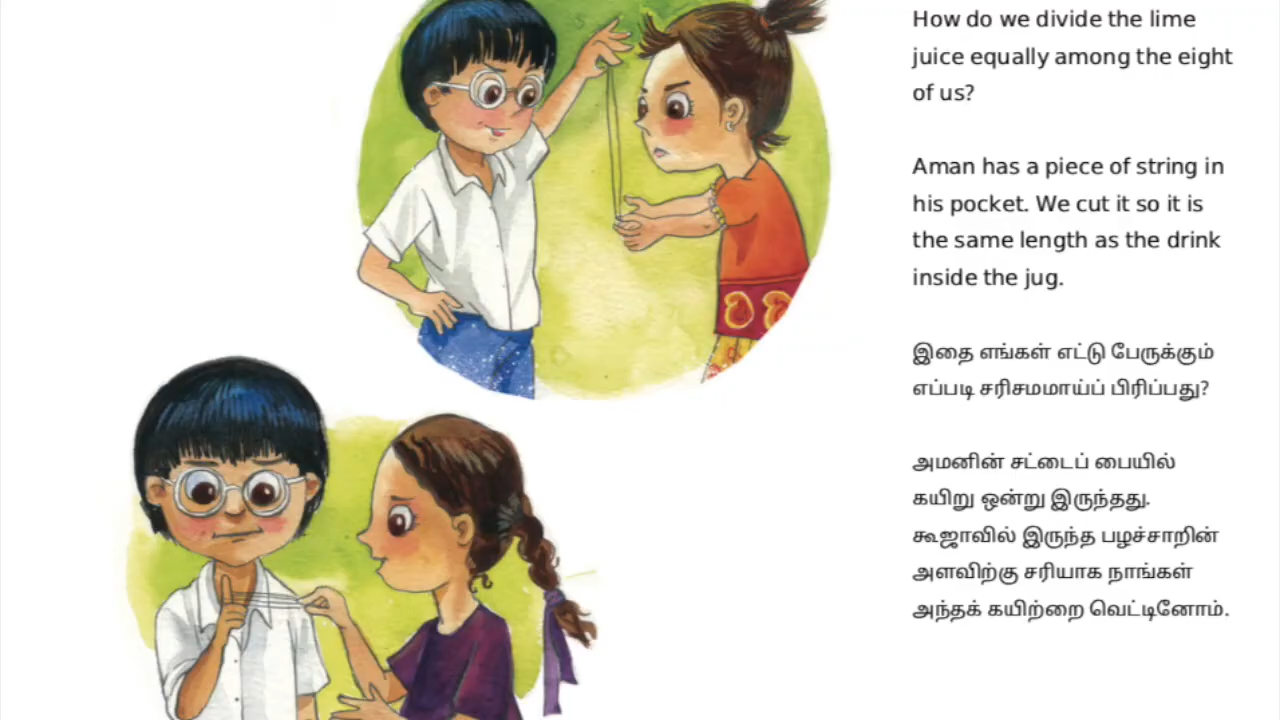 How do we divide the lime
juice equally among the eight
of us?
Aman has a piece of string in
his pocket. We cut it so it is
the same length as the drink
inside the jug.
இதை எங்கள் எட்டு பேருக்கும்
எப்படி சரிசமமாய்ப் பிரிப்பது?
அமனின் சட்டைப் பையில்
கயிறு ஒன்று இருந்தது.
கூஜாவில் இருந்த பழச்சாறின்
அளவிற்கு சரியாக நாங்கள்
அந்தக் கயிற்றை வெட்டினோம்.